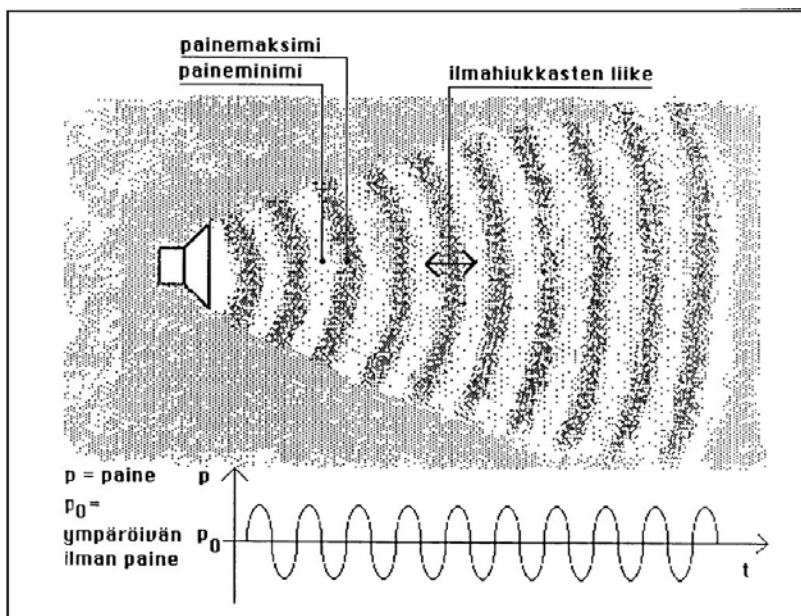 painemaksimi
paineminimi
ilmahiukkasten liike
p = paine
p
p₀ =
ympäröivän
ilman paine
p₀
t